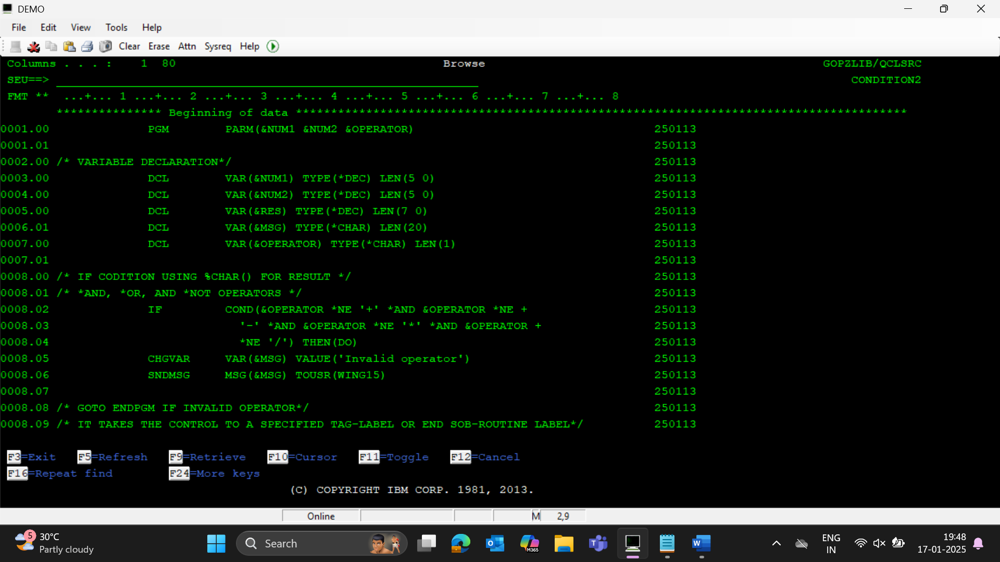 DEMO
File Edit View Tools Help
Clear Erase Attn Sysreq Help
Columns . . . : 1 80 Browse GOPZLIB/QCLSRC
SEU==> CONDITION2
FMT ** ...+... 1 ...+... 2 ...+... 3 ...+... 4 ...+... 5 ...+... 6 ...+... 7 ...+... 8
*************** Beginning of data ***************************************************************************************
0001.00 PGM PARM(&NUM1 &NUM2 &OPERATOR) 250113
0001.01 250113
0002.00 /* VARIABLE DECLARATION*/ 250113
0003.00 DCL VAR(&NUM1) TYPE(*DEC) LEN(5 0) 250113
0004.00 DCL VAR(&NUM2) TYPE(*DEC) LEN(5 0) 250113
0005.00 DCL VAR(&RES) TYPE(*DEC) LEN(7 0) 250113
0006.01 DCL VAR(&MSG) TYPE(*CHAR) LEN(20) 250113
0007.00 DCL VAR(&OPERATOR) TYPE(*CHAR) LEN(1) 250113
0007.01 250113
0008.00 /* IF CODITION USING %CHAR() FOR RESULT */ 250113
0008.01 /* *AND, *OR, AND *NOT OPERATORS */ 250113
0008.02 IF COND(&OPERATOR *NE '+' *AND &OPERATOR *NE + 250113
0008.03 '-' *AND &OPERATOR *NE '*' *AND &OPERATOR + 250113
0008.04 *NE '/') THEN(DO) 250113
0008.05 CHGVAR VAR(&MSG) VALUE('Invalid operator') 250113
0008.06 SNDMSG MSG(&MSG) TOUSR(WING15) 250113
0008.07 250113
0008.08 /* GOTO ENDPGM IF INVALID OPERATOR*/ 250113
0008.09 /* IT TAKES THE CONTROL TO A SPECIFIED TAG-LABEL OR END SOB-ROUTINE LABEL*/ 250113
F3=Exit F5=Refresh F9=Retrieve F10=Cursor F11=Toggle F12=Cancel
F16=Repeat find F24=More keys
(C) COPYRIGHT IBM CORP. 1981, 2013.
Online M 2,9
5 30°C
Partly cloudy
Search
M365
ENG
IN
19:48
17-01-2025